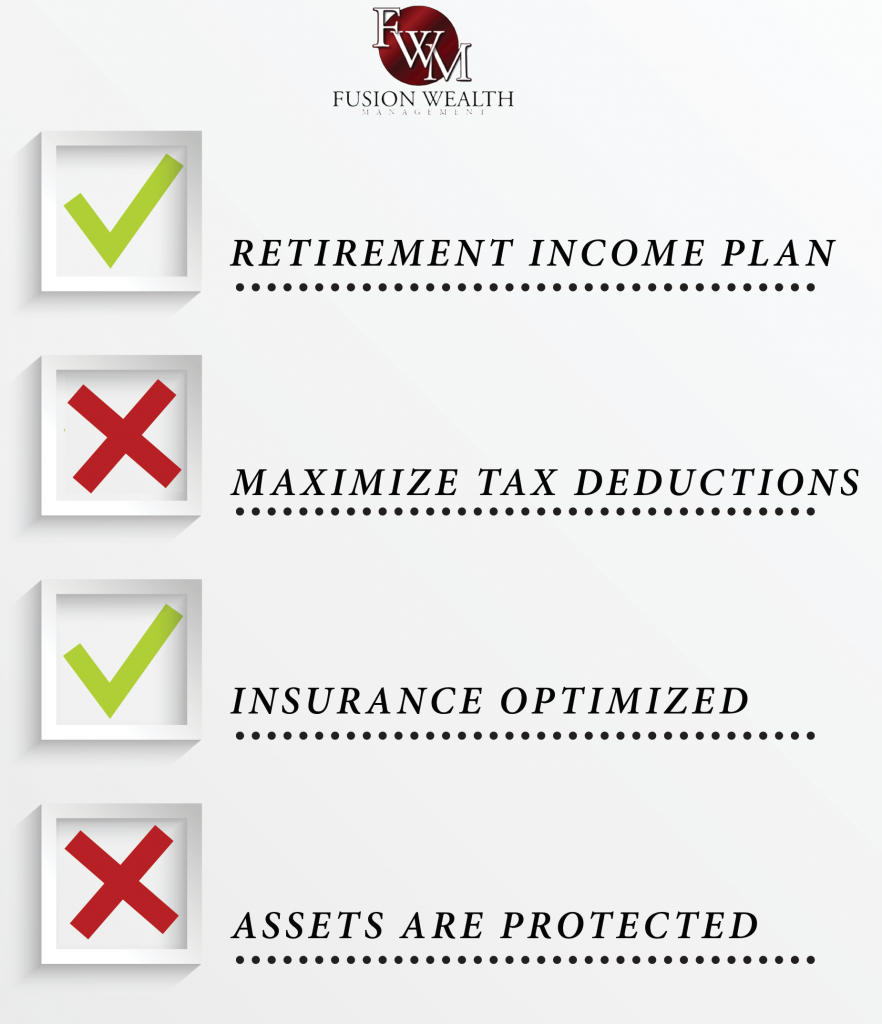 FWM
FUSION WEALTH
MANAGEMENT
RETIREMENT INCOME PLAN
MAXIMIZE TAX DEDUCTIONS
INSURANCE OPTIMIZED
ASSETS ARE PROTECTED